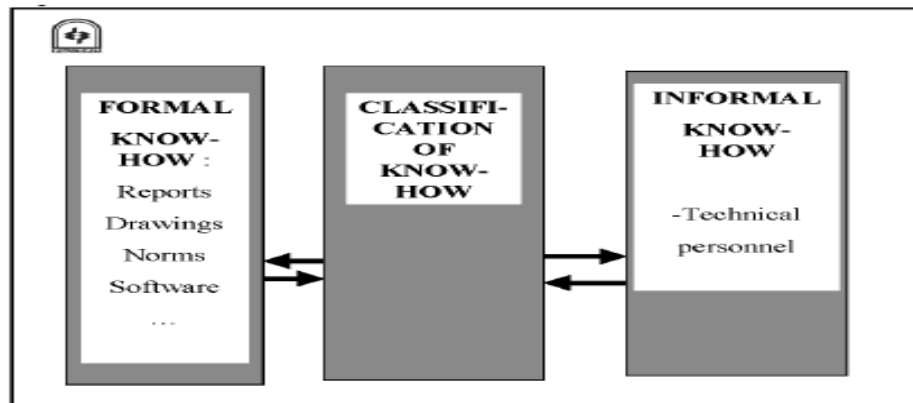 FORMAL
KNOW-
HOW :
Reports
Drawings
Norms
Software
...
CLASSIFI-
CATION
OF
KNOW-
HOW
INFORMAL
KNOW-
HOW
-Technical
personnel